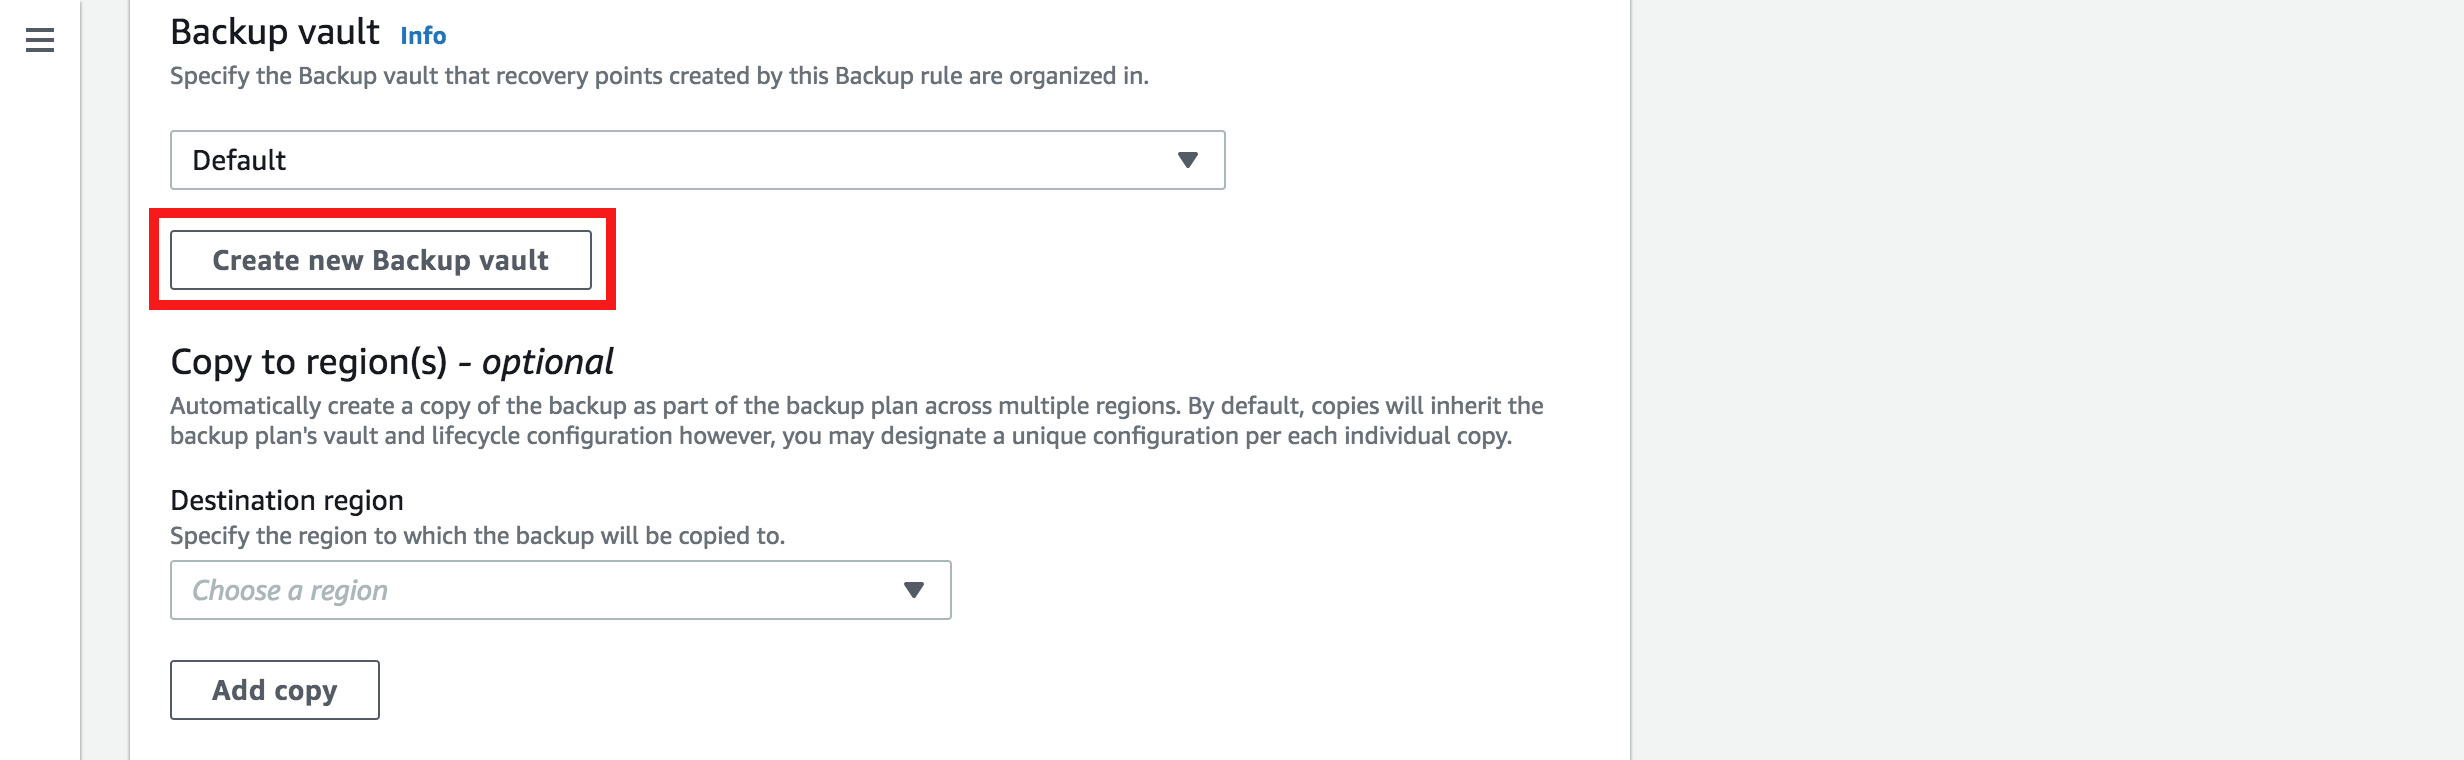 Backup vault Info
Specify the Backup vault that recovery points created by this Backup rule are organized in.
Default
Create new Backup vault
Copy to region(s) - optional
Automatically create a copy of the backup as part of the backup plan across multiple regions. By default, copies will inherit the
backup plan's vault and lifecycle configuration however, you may designate a unique configuration per each individual copy.
Destination region
Specify the region to which the backup will be copied to.
Choose a region
Add copy